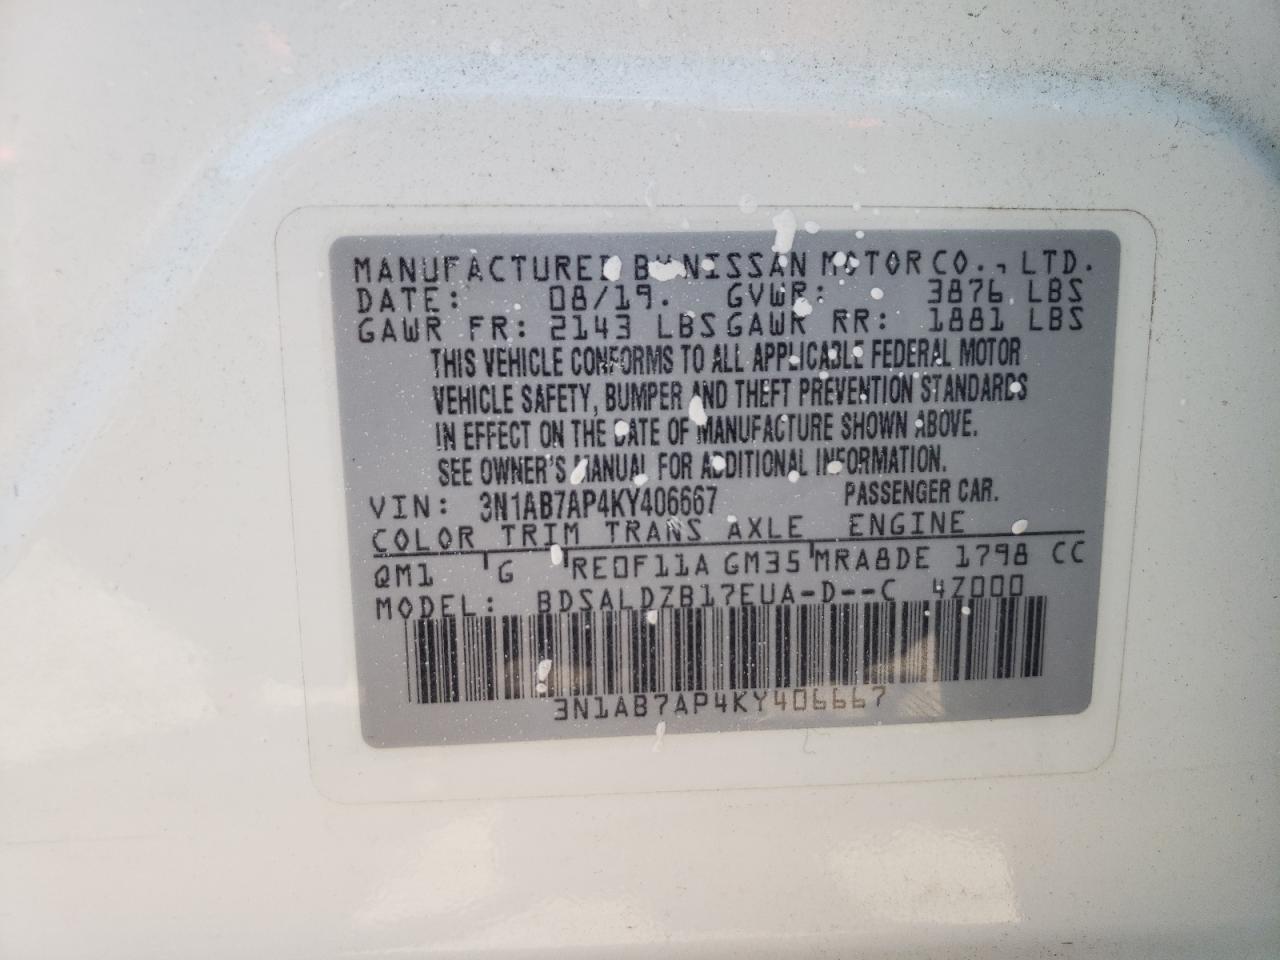 MANUFACTURED BY NISSAN MOTOR CO., LTD.
DATE: 08/19. GVWR: 3876 LBS
GAWR FR: 2143 LBS GAWR RR: 1881 LBS
THIS VEHICLE CONFORMS TO ALL APPLICABLE FEDERAL MOTOR
VEHICLE SAFETY, BUMPER AND THEFT PREVENTION STANDARDS
IN EFFECT ON THE DATE OF MANUFACTURE SHOWN ABOVE.
SEE OWNER'S MANUAL FOR ADDITIONAL INFORMATION.
VIN: 3N1AB7AP4KY406667 PASSENGER CAR.
COLOR TRIM TRANS AXLE ENGINE
QM1 G RE0F11A GM35 MRA8DE 1798 CC
MODEL: BDSALDZB17EUA-D--C 4Z000
3N1AB7AP4KY406667